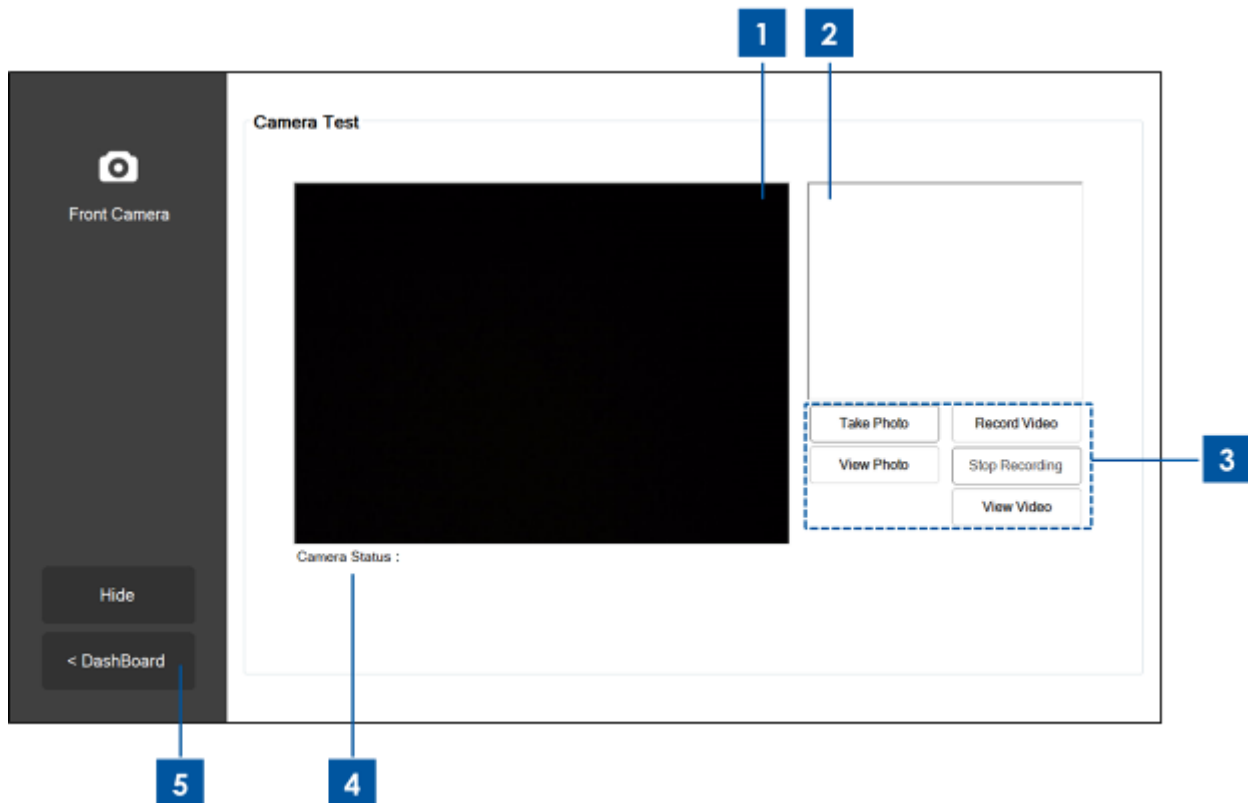 1 2
Camera Test
Front Camera
Take Photo Record Video
View Photo Stop Recording
View Video
3
Camera Status :
Hide
< DashBoard
5 4